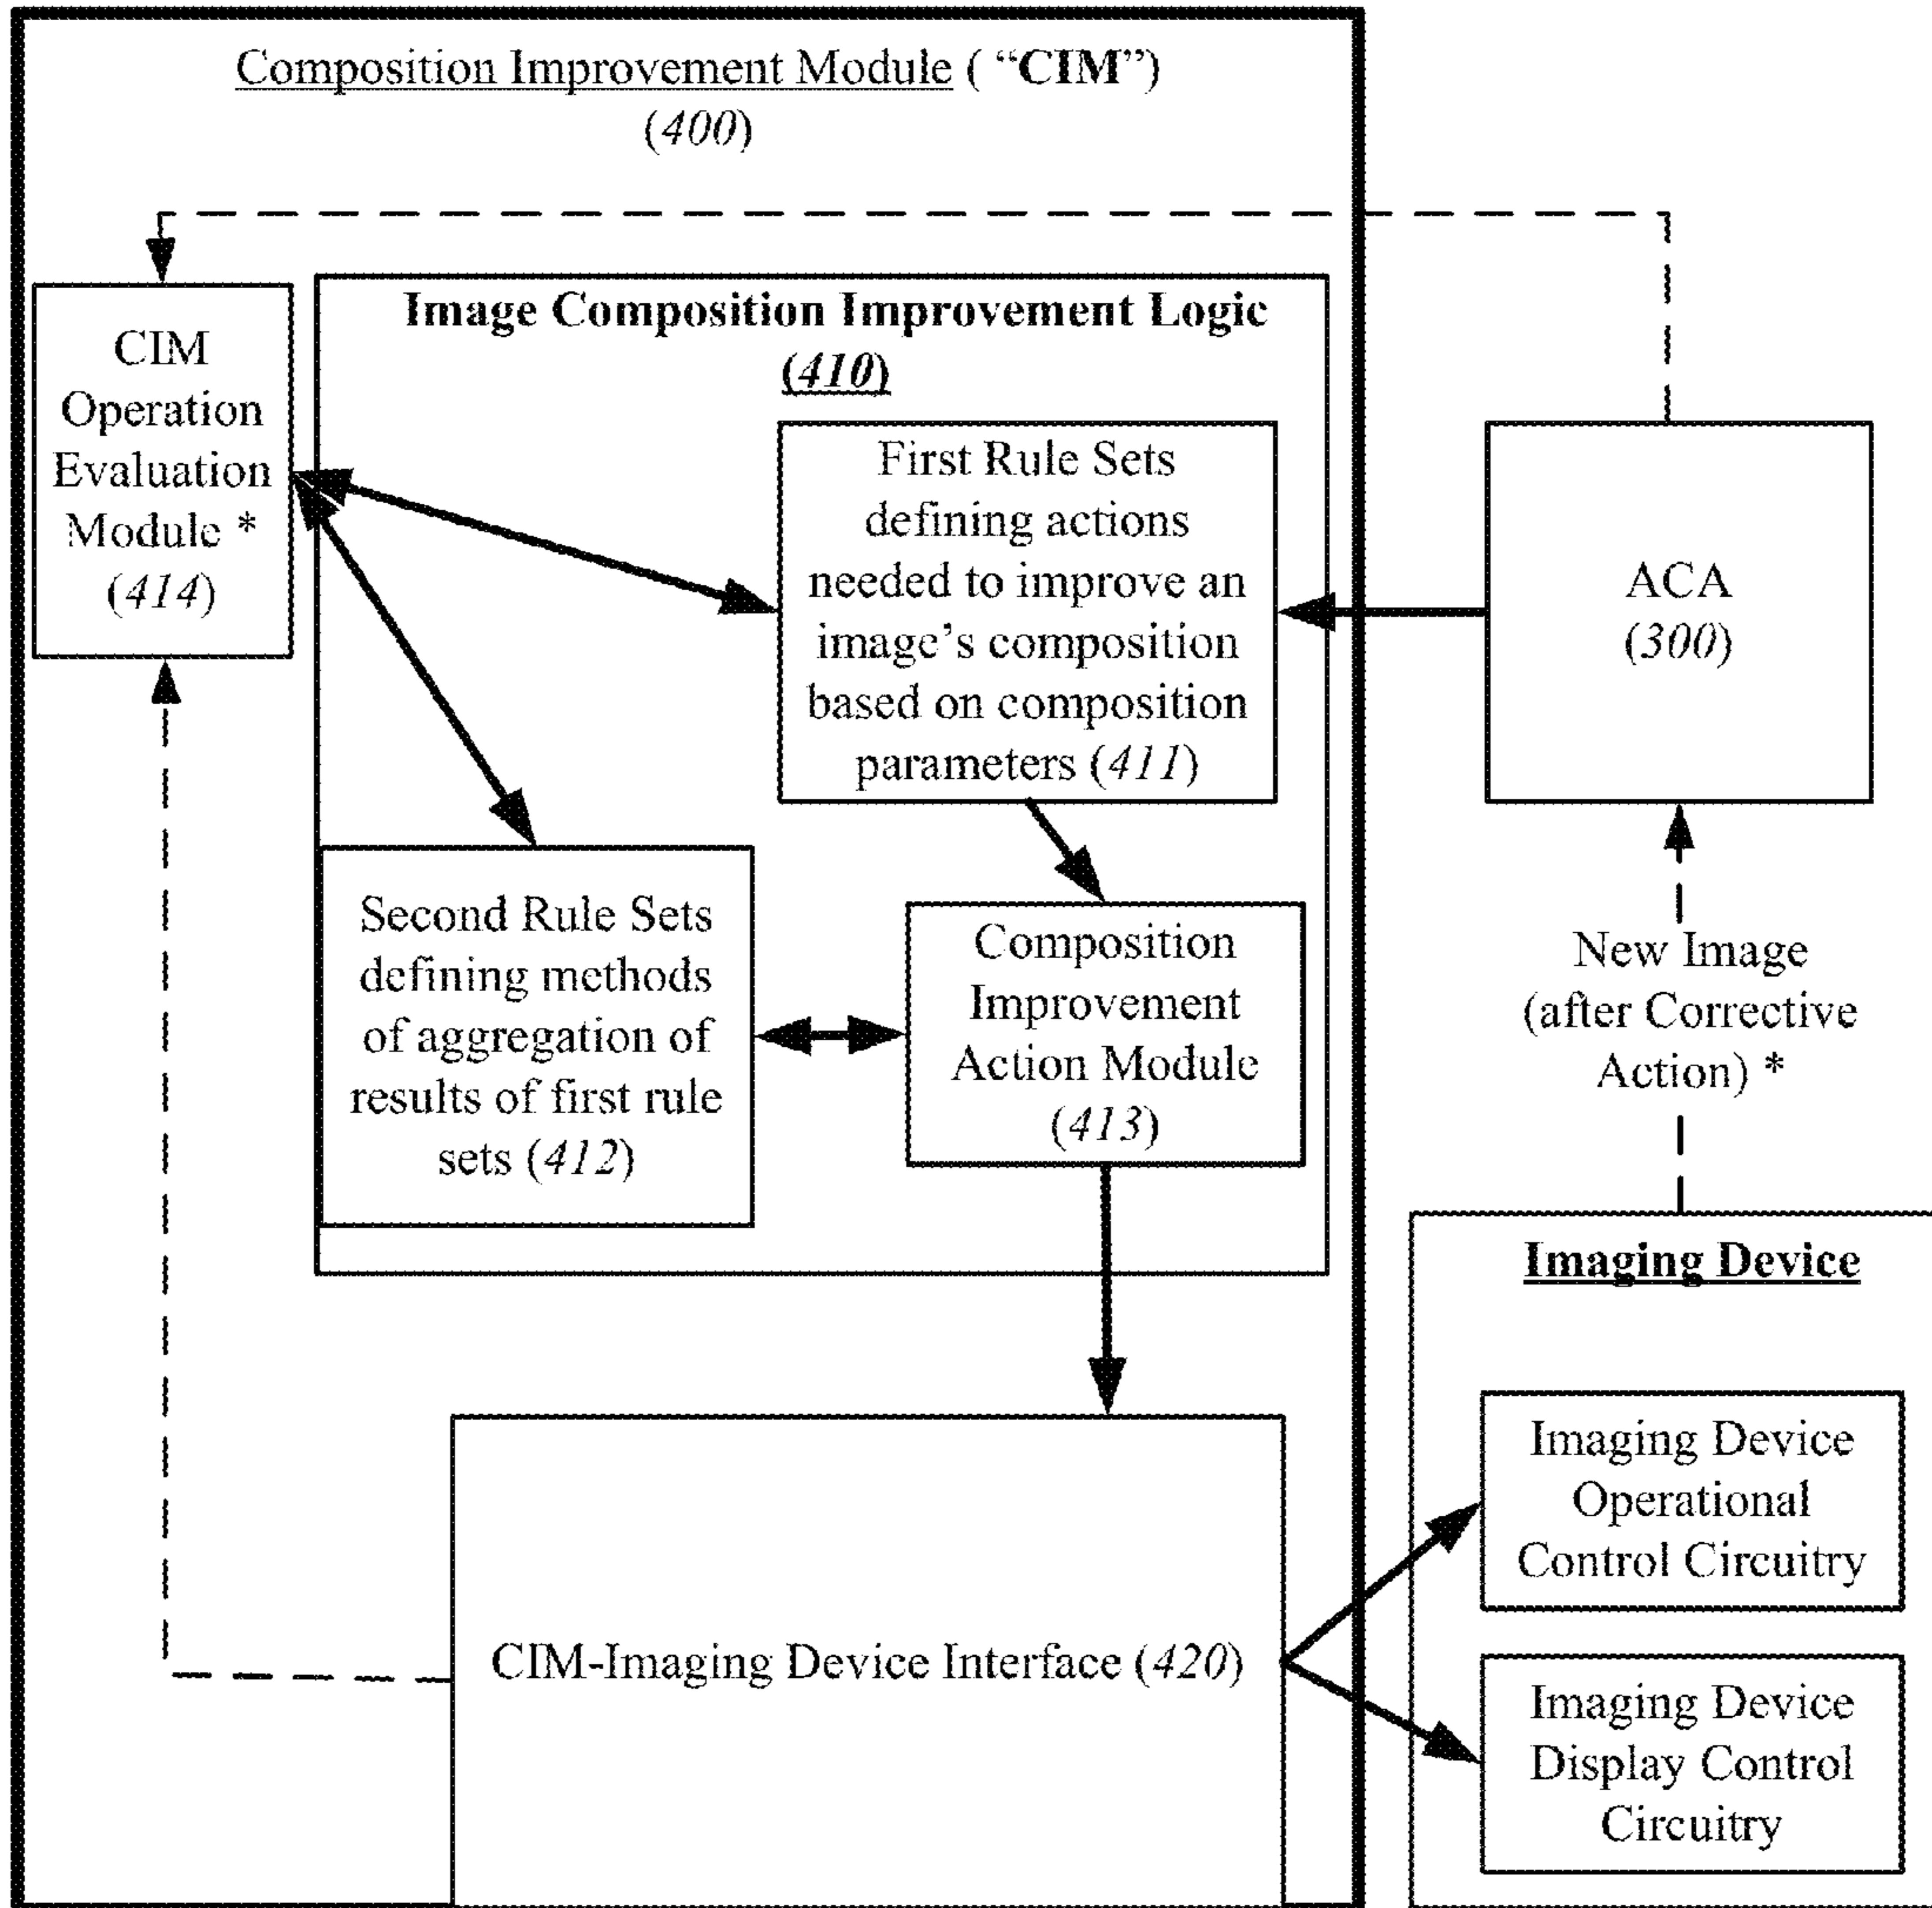 Composition Improvement Module ( “CIM”)
(400)
CIM
Operation
Evaluation
Module *
(414)
Image Composition Improvement Logic
(410)
First Rule Sets
defining actions
needed to improve an
image’s composition
based on composition
parameters (411)
ACA
(300)
Second Rule Sets
defining methods
of aggregation of
results of first rule
sets (412)
Composition
Improvement
Action Module
(413)
New Image
(after Corrective
Action) *
Imaging Device
Imaging Device
Operational
Control Circuitry
CIM-Imaging Device Interface (420)
Imaging Device
Display Control
Circuitry